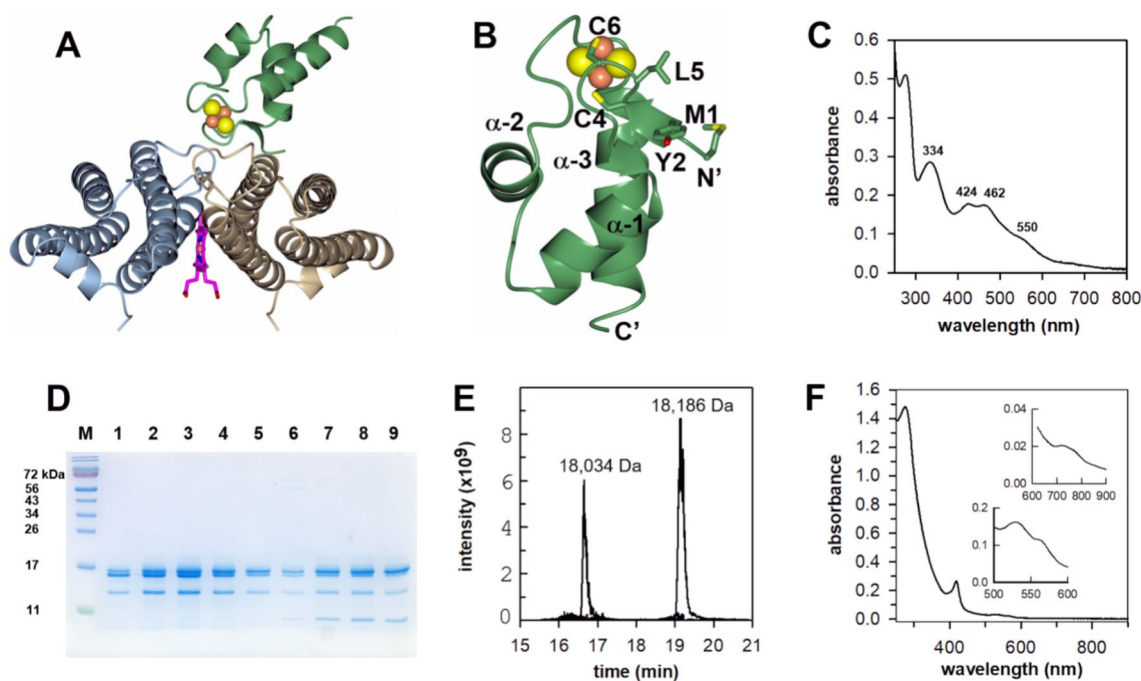 A
B
C6
L5
C4
M1
α-2
α-3
Y2
N'
α-1
C'
C
0.6
0.5
0.4
0.3
0.2
0.1
0.0
absorbance
334
424 462
550
300 400 500 600 700 800
wavelength (nm)
D
M 1 2 3 4 5 6 7 8 9
72 kDa
56
43
34
26
17
11
E
18,186 Da
18,034 Da
8
6
4
2
0
intensity (x10⁹)
15 16 17 18 19 20 21
time (min)
F
1.6
1.4
1.2
1.0
0.8
0.6
0.4
0.2
0.0
absorbance
0.04
0.02
0.00
600 700 800 900
0.2
0.1
0.0
500 550 600
400 600 800
wavelength (nm)